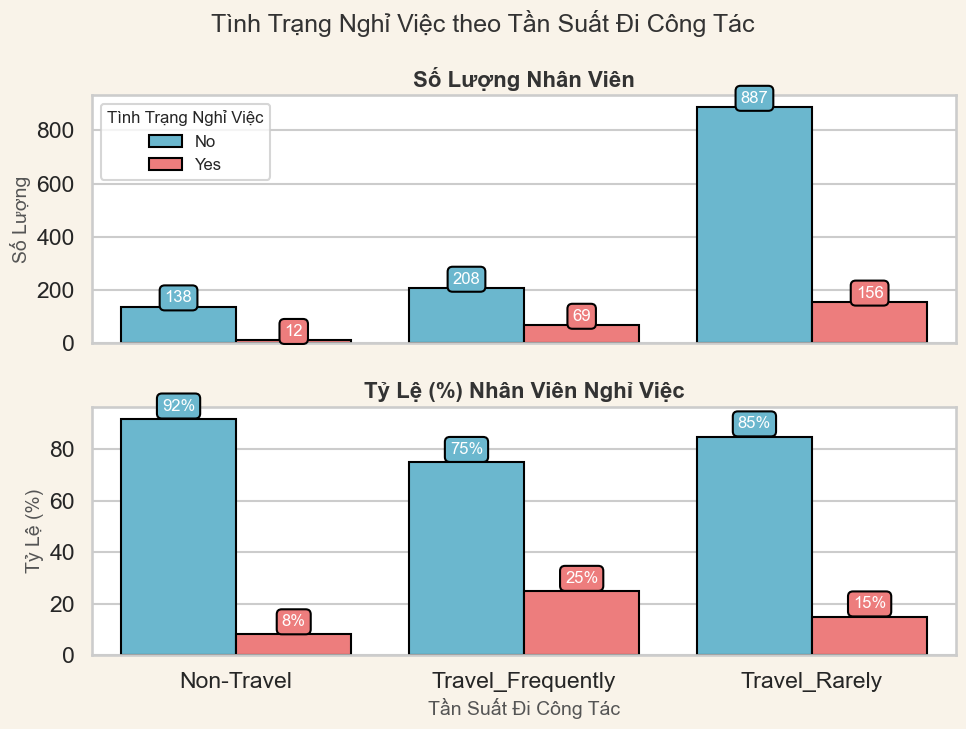 Tình Trạng Nghỉ Việc theo Tần Suất Đi Công Tác
Số Lượng Nhân Viên
Tình Trạng Nghỉ Việc
No
Yes
Số Lượng
800
600
400
200
0
138
12
208
69
887
156
Tỷ Lệ (%) Nhân Viên Nghỉ Việc
Tỷ Lệ (%)
80
60
40
20
0
92%
8%
75%
25%
85%
15%
Non-Travel
Travel_Frequently
Travel_Rarely
Tần Suất Đi Công Tác